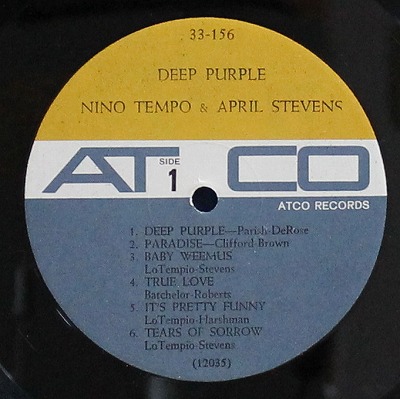 33-156
DEEP PURPLE
NINO TEMPO & APRIL STEVENS
ATCO
SIDE
1
ATCO RECORDS
1. DEEP PURPLE—Parish-DeRose
2. PARADISE—Clifford-Brown
3. BABY WEEMUS
LoTempio-Stevens
4. TRUE LOVE
Batchelor-Roberts
5. IT'S PRETTY FUNNY
LoTempio-Harshman
6. TEARS OF SORROW
LoTempio-Stevens
(12035)